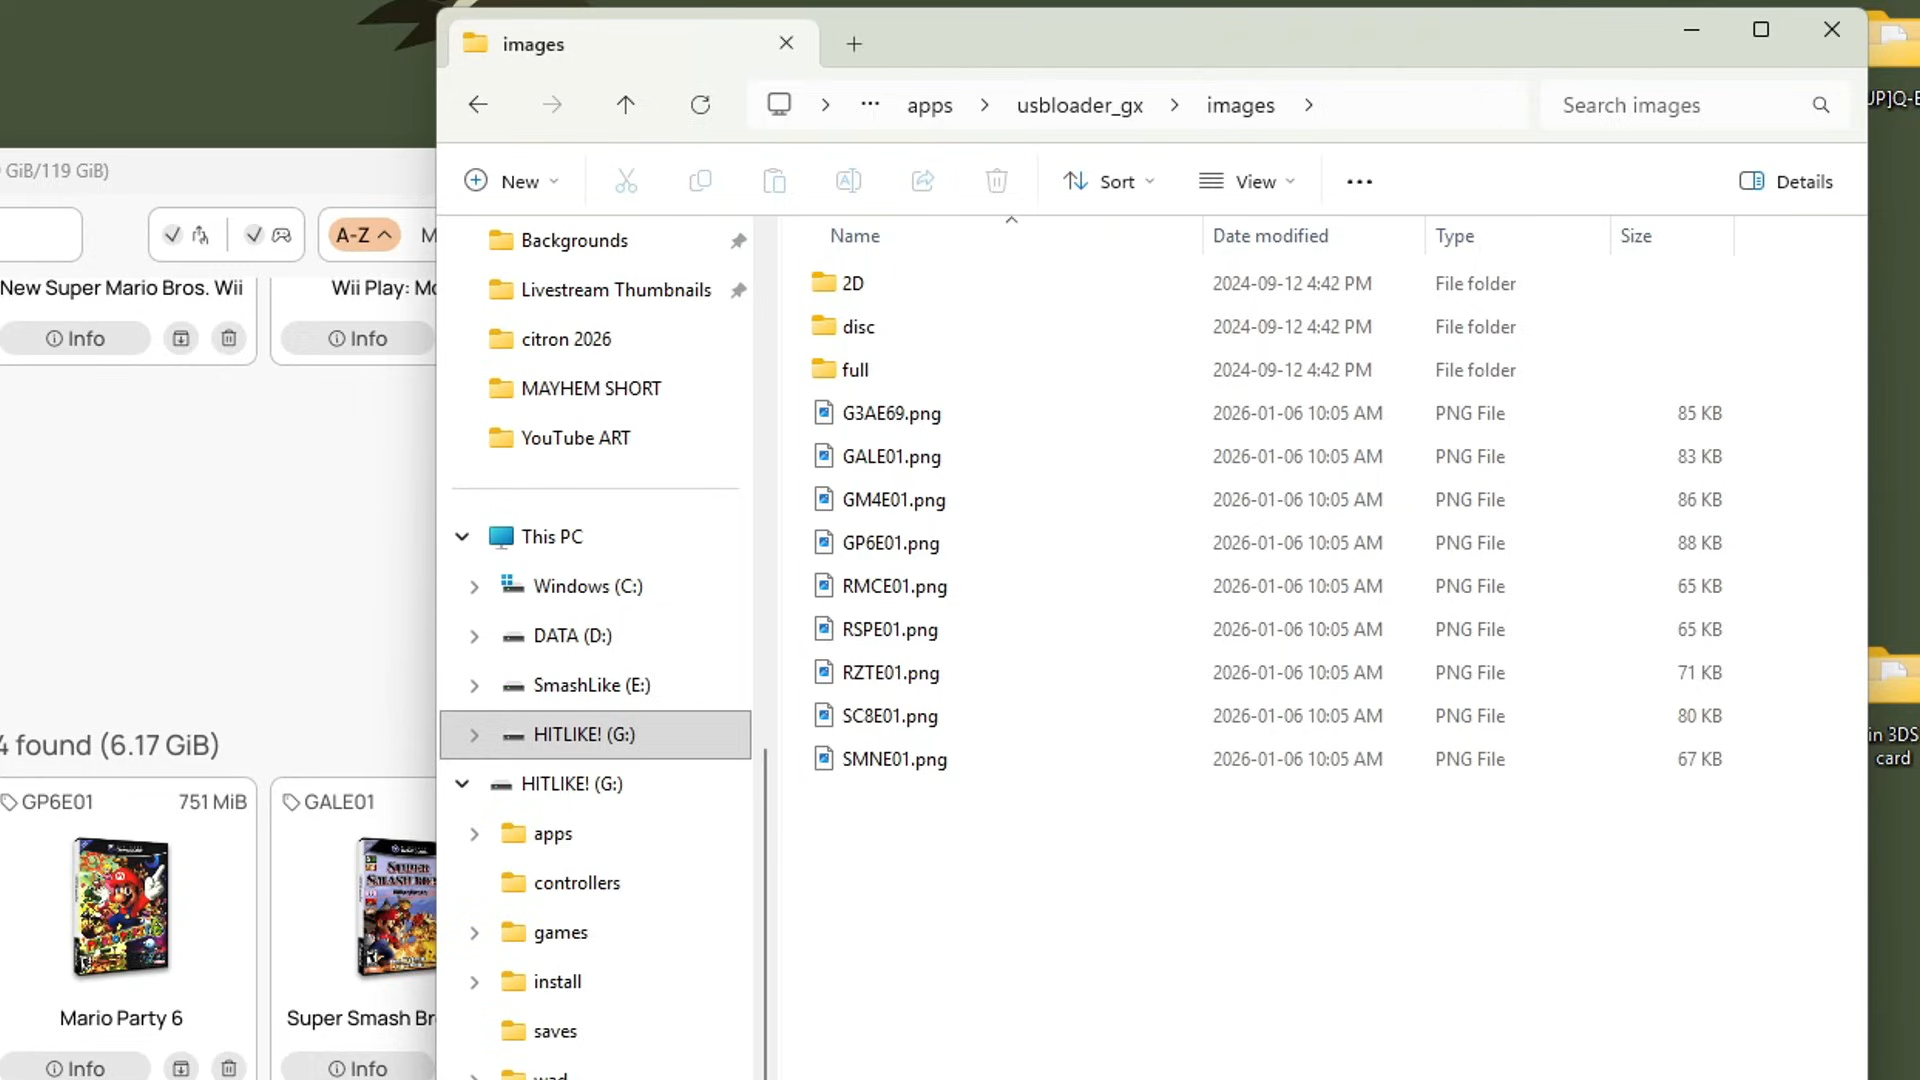 images
apps
usbloader_gx
images
Search images
GiB/119 GiB)
New
Sort
View
Details
A-Z
M
Backgrounds
Livestream Thumbnails
citron 2026
MAYHEM SHORT
YouTube ART
This PC
Windows (C:)
DATA (D:)
SmashLike (E:)
HITLIKE! (G:)
HITLIKE! (G:)
apps
controllers
games
install
saves
wad
Name Date modified Type Size
2D 2024-09-12 4:42 PM File folder
disc 2024-09-12 4:42 PM File folder
full 2024-09-12 4:42 PM File folder
G3AE69.png 2026-01-06 10:05 AM PNG File 85 KB
GALE01.png 2026-01-06 10:05 AM PNG File 83 KB
GM4E01.png 2026-01-06 10:05 AM PNG File 86 KB
GP6E01.png 2026-01-06 10:05 AM PNG File 88 KB
RMCE01.png 2026-01-06 10:05 AM PNG File 65 KB
RSPE01.png 2026-01-06 10:05 AM PNG File 65 KB
RZTE01.png 2026-01-06 10:05 AM PNG File 71 KB
SC8E01.png 2026-01-06 10:05 AM PNG File 80 KB
SMNE01.png 2026-01-06 10:05 AM PNG File 67 KB
New Super Mario Bros. Wii
Wii Play: Mo
Info
Info
4 found (6.17 GiB)
GP6E01 751 MiB
GALE01
Mario Party 6
Super Smash Br
Info
Info
UP]Q-E
in 3DS
card